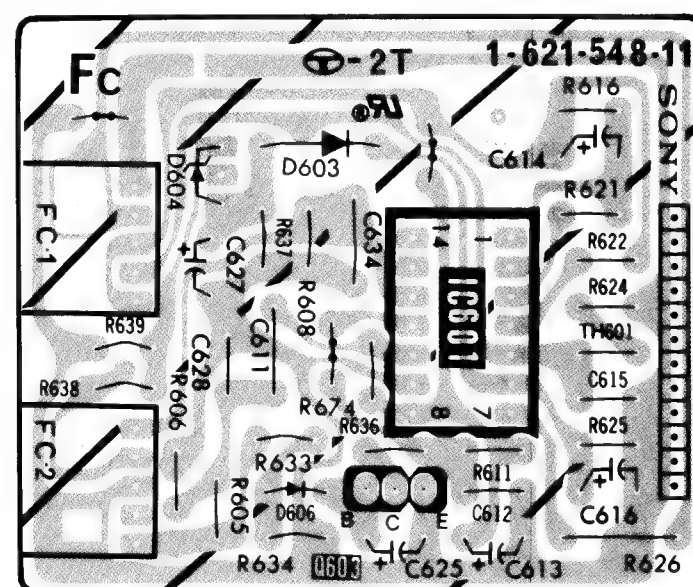 Fc
-2T
1-621-548-11
R616
SONY
D603
C614
D604
FC-1
R621
C627
R637
C634
R622
14
1
R608
IC601
R624
R639
TH601
C628
C611
R638
R606
C615
R674
R636
8
7
R625
FC-2
R633
R611
R605
D606
C612
B
C
E
C616
R634
Q603
C625
C613
R626